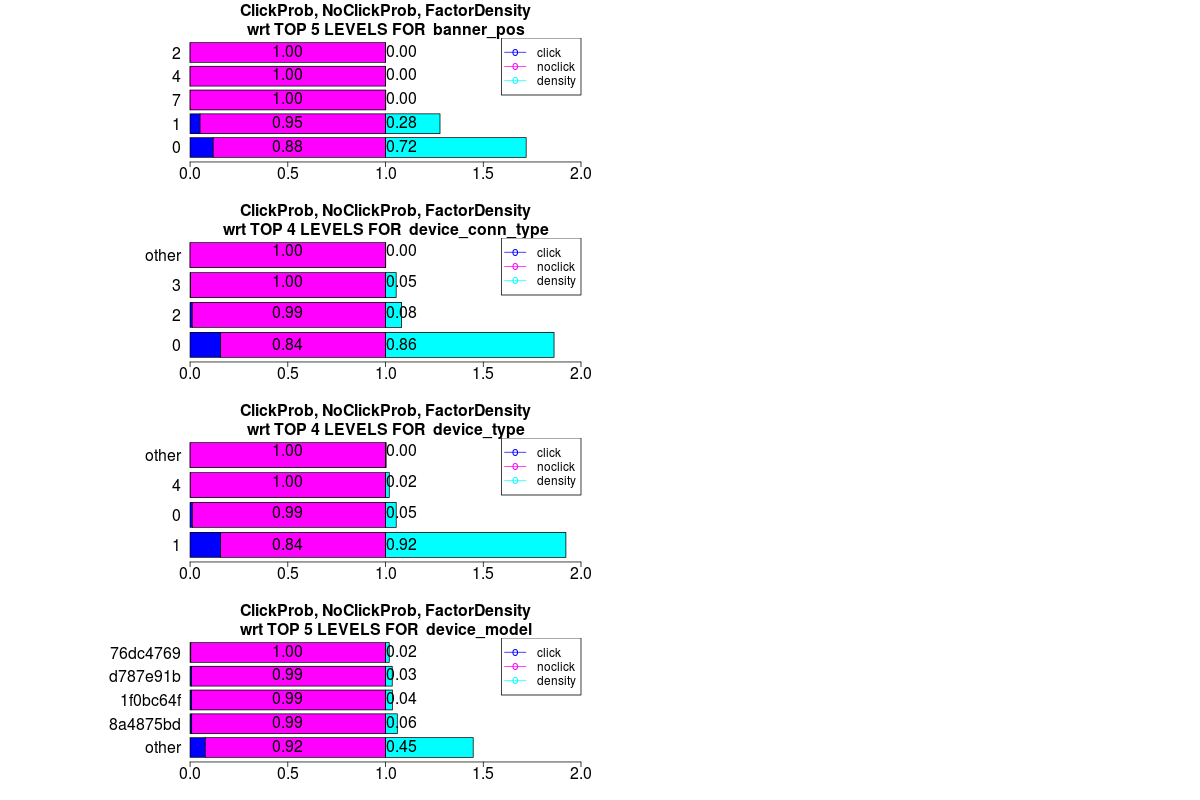 ClickProb, NoClickProb, FactorDensity
wrt TOP 5 LEVELS FOR banner_pos
2 1.00 0.00
4 1.00 0.00
7 1.00 0.00
1 0.95 0.28
0 0.88 0.72
click
noclick
density
0.0 0.5 1.0 1.5 2.0
ClickProb, NoClickProb, FactorDensity
wrt TOP 4 LEVELS FOR device_conn_type
other 1.00 0.00
3 1.00 0.05
2 0.99 0.08
0 0.84 0.86
click
noclick
density
0.0 0.5 1.0 1.5 2.0
ClickProb, NoClickProb, FactorDensity
wrt TOP 4 LEVELS FOR device_type
other 1.00 0.00
4 1.00 0.02
0 0.99 0.05
1 0.84 0.92
click
noclick
density
0.0 0.5 1.0 1.5 2.0
ClickProb, NoClickProb, FactorDensity
wrt TOP 5 LEVELS FOR device_model
76dc4769 1.00 0.02
d787e91b 0.99 0.03
1f0bc64f 0.99 0.04
8a4875bd 0.99 0.06
other 0.92 0.45
click
noclick
density
0.0 0.5 1.0 1.5 2.0